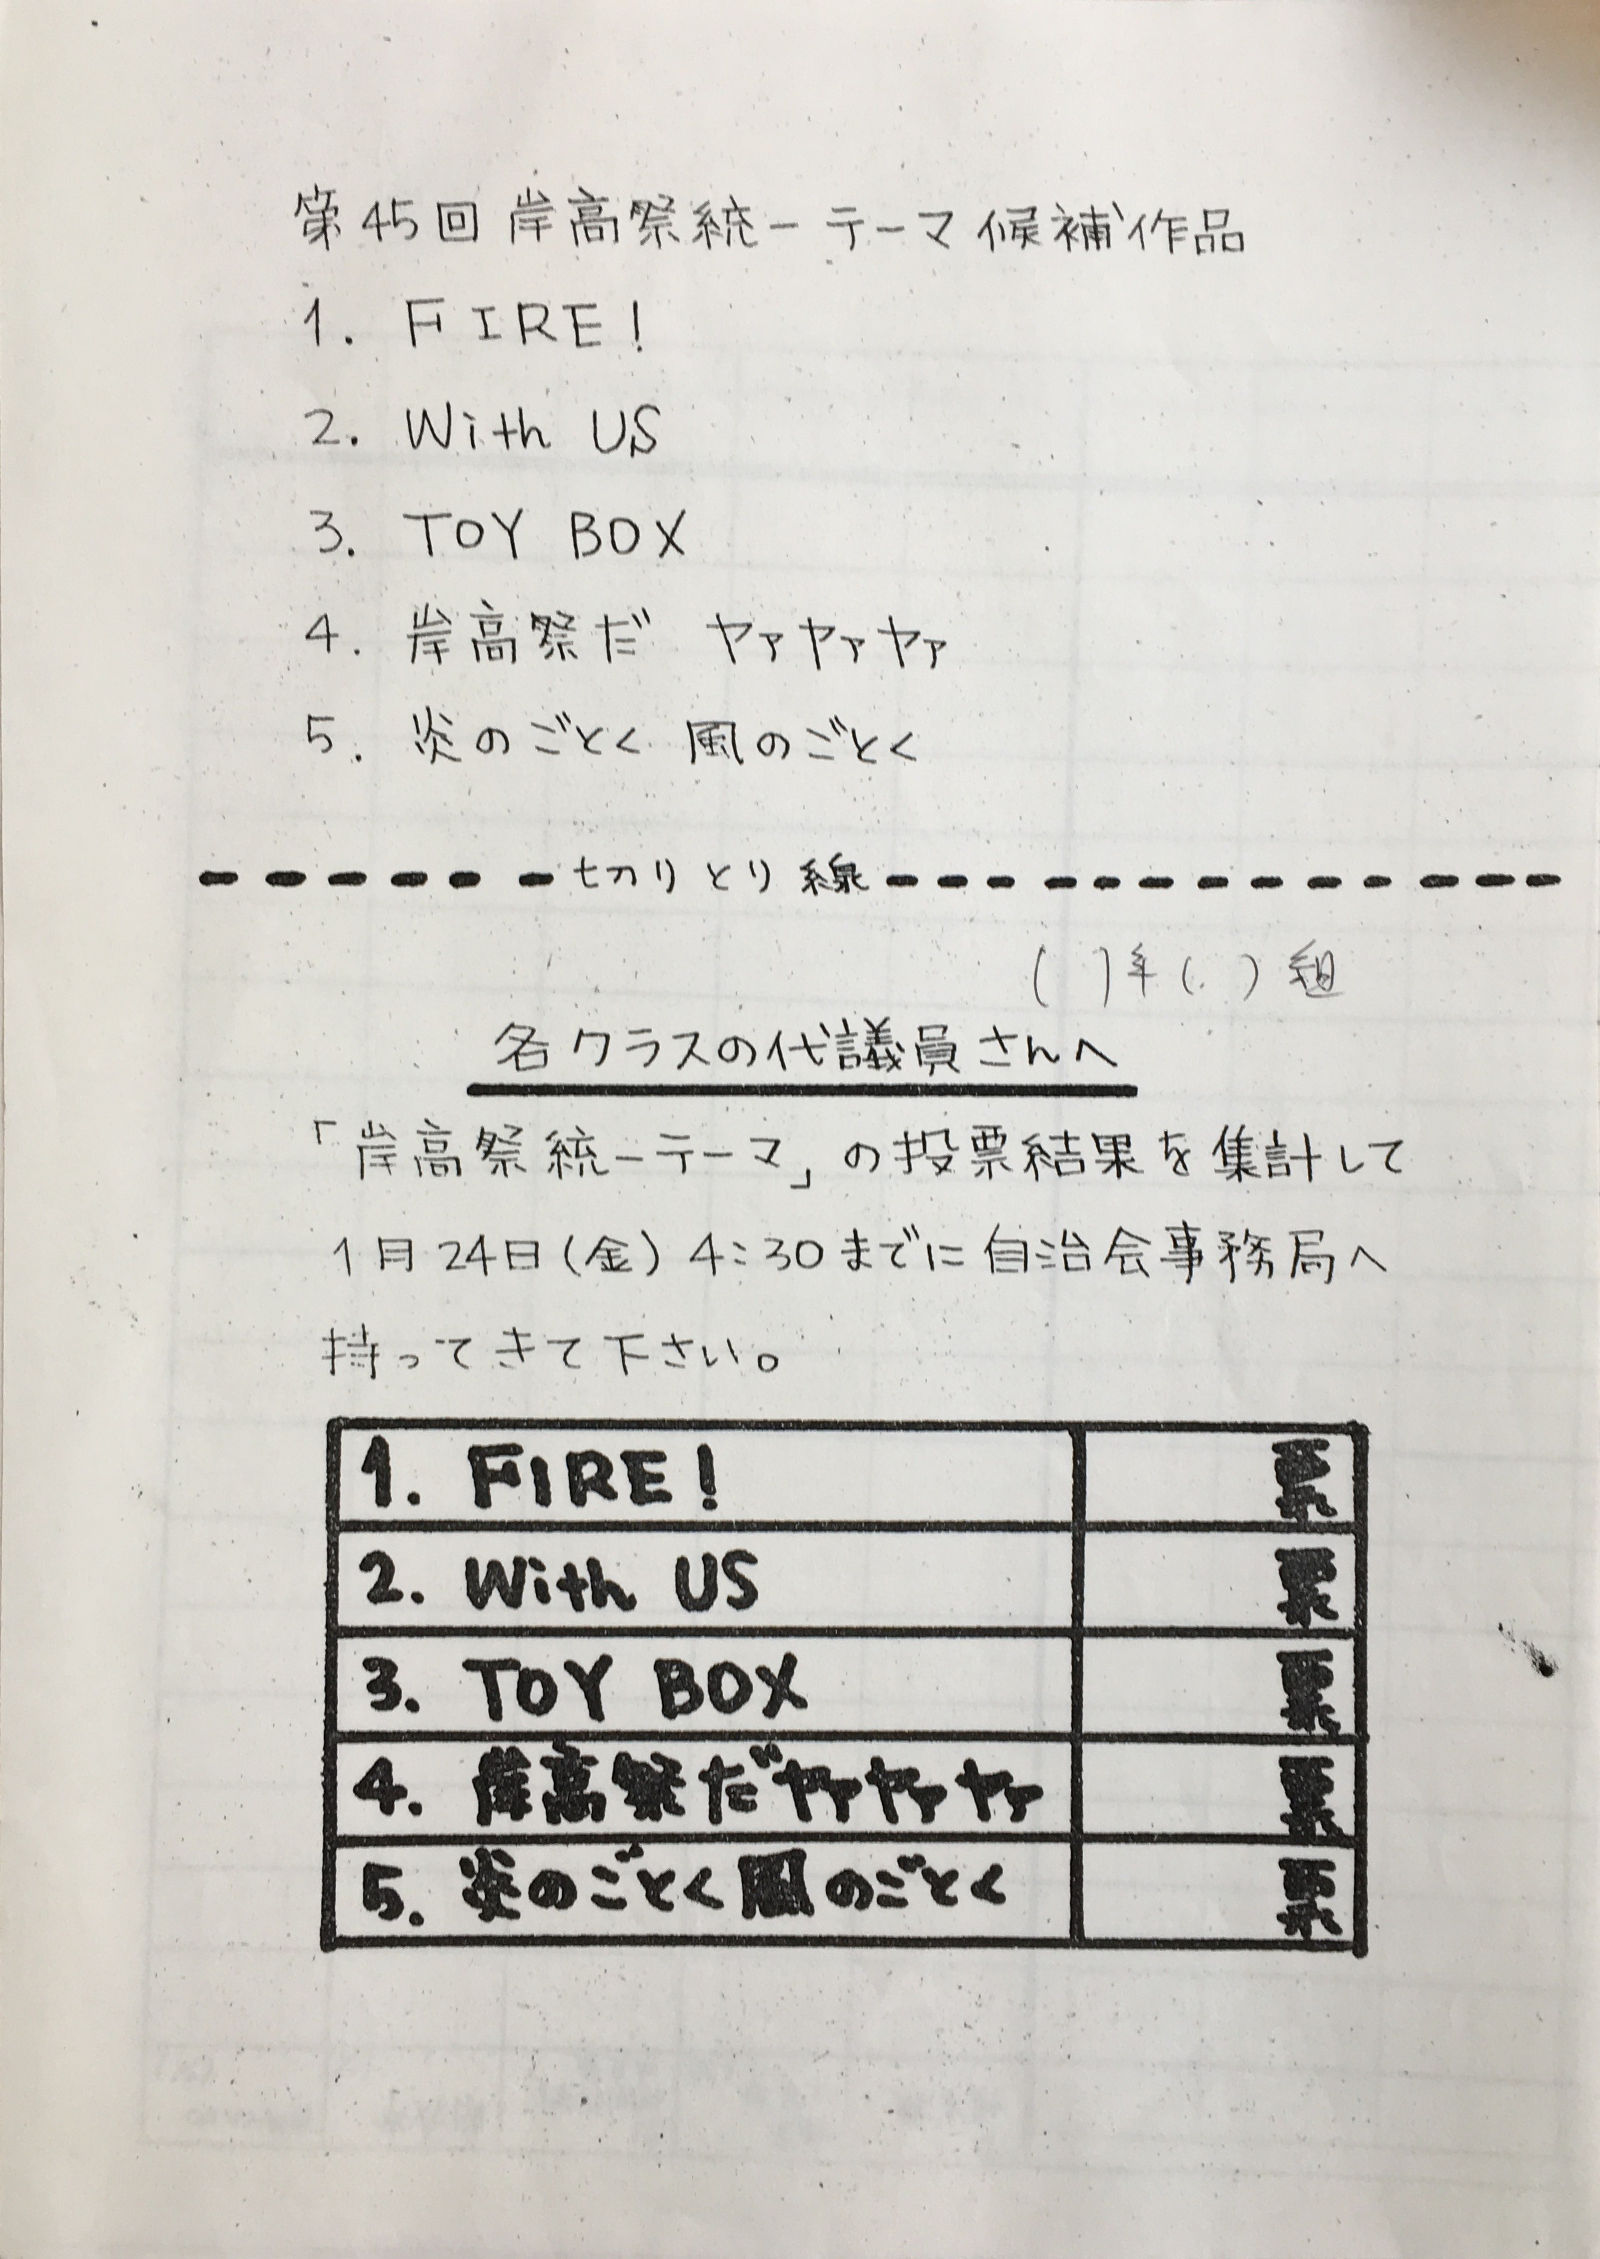 第45回 岸高祭統一テーマ候補作品
1. FIRE!
2. With US
3. TOY BOX
4. 岸高祭だ ヤァヤァヤァ
5. 炎のごとく 風のごとく
切りとり線
( )年( )組
各クラスの代議員さんへ
「岸高祭統一テーマ」の投票結果を集計して
1月24日(金) 4:30までに自治会事務局へ
持ってきて下さい。
1. FIRE! 票
2. With US 票
3. TOY BOX 票
4. 岸高祭だヤァヤァヤァ 票
5. 炎のごとく風のごとく 票